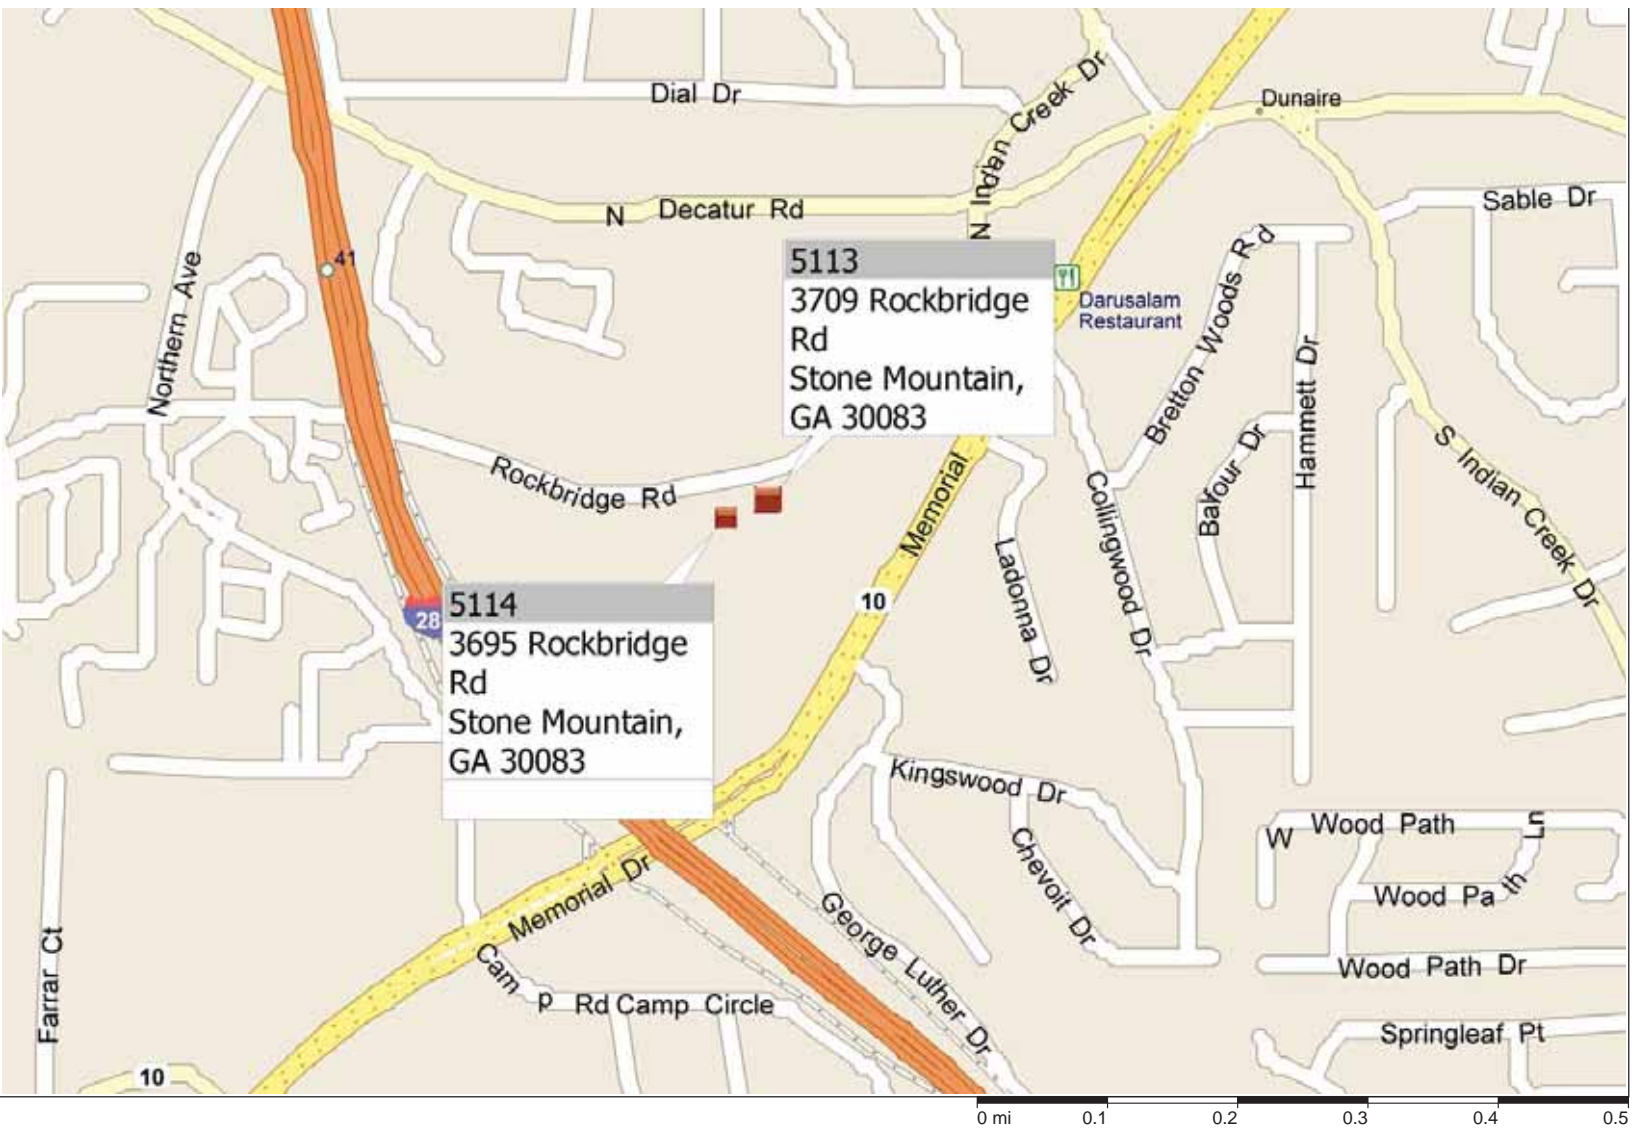 Dial Dr
N Indian Creek Dr
Dunaire
N Decatur Rd
Sable Dr
41
Northern Ave
5113
3709 Rockbridge
Rd
Stone Mountain,
GA 30083
Darusalam
Restaurant
Bretton Woods Rd
Hammett Dr
Balfour Dr
S Indian Creek Dr
Rockbridge Rd
Memorial
Collingwood Dr
Ladonna Dr
10
28
5114
3695 Rockbridge
Rd
Stone Mountain,
GA 30083
Kingswood Dr
Chevoit Dr
W Wood Path
Wood Path Ln
Memorial Dr
George Luther Dr
Farrar Ct
Camp Rd Camp Circle
Wood Path Dr
Springleaf Pt
10
0 mi 0.1 0.2 0.3 0.4 0.5